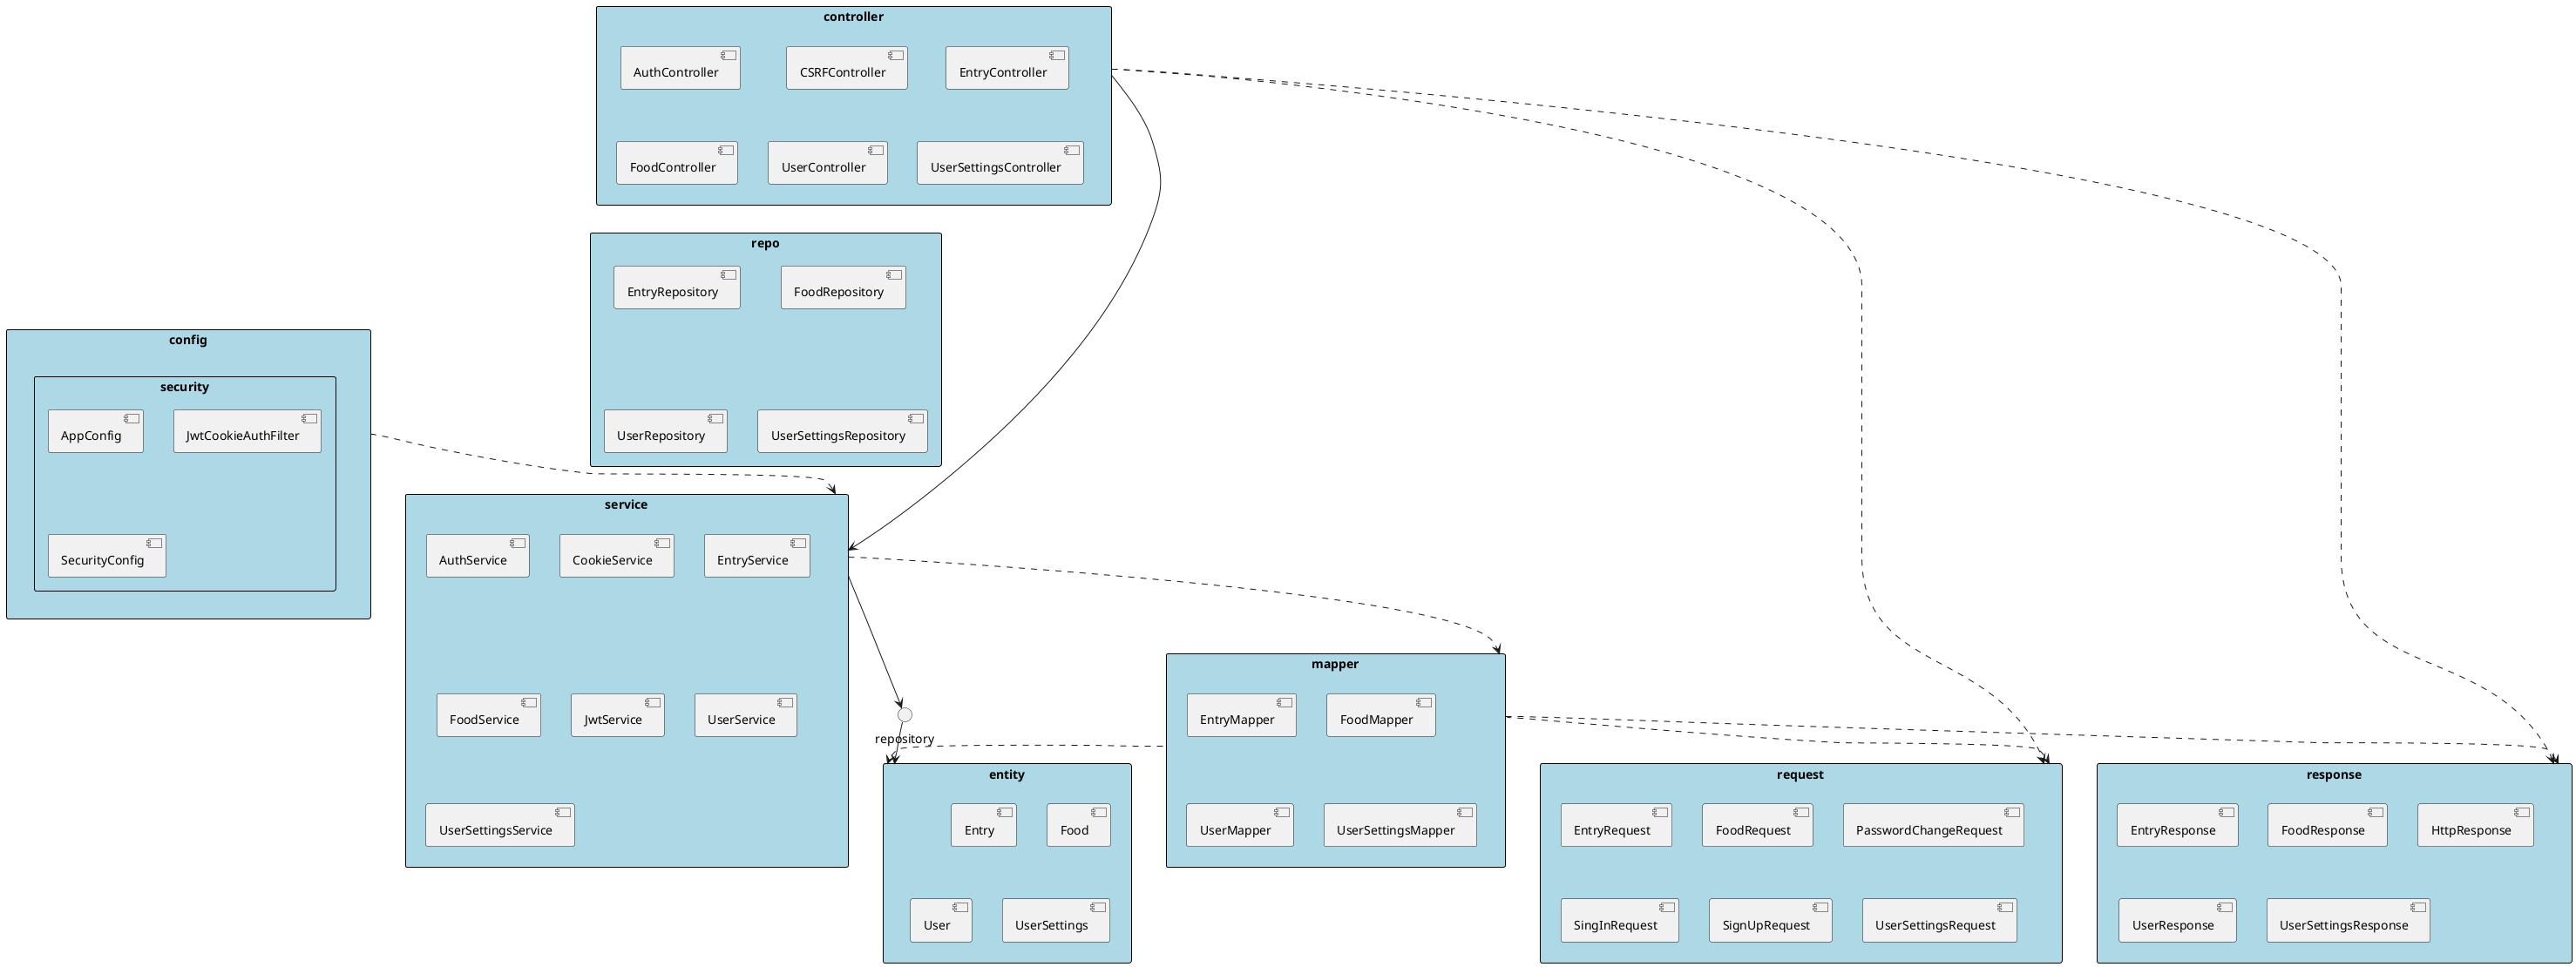 controller
AuthController
CSRFController
EntryController
FoodController
UserController
UserSettingsController
repo
EntryRepository
FoodRepository
UserRepository
UserSettingsRepository
config
security
AppConfig
JwtCookieAuthFilter
SecurityConfig
service
AuthService
CookieService
EntryService
FoodService
JwtService
UserService
UserSettingsService
repository
mapper
EntryMapper
FoodMapper
UserMapper
UserSettingsMapper
entity
Entry
Food
User
UserSettings
request
EntryRequest
FoodRequest
PasswordChangeRequest
SingInRequest
SignUpRequest
UserSettingsRequest
response
EntryResponse
FoodResponse
HttpResponse
UserResponse
UserSettingsResponse